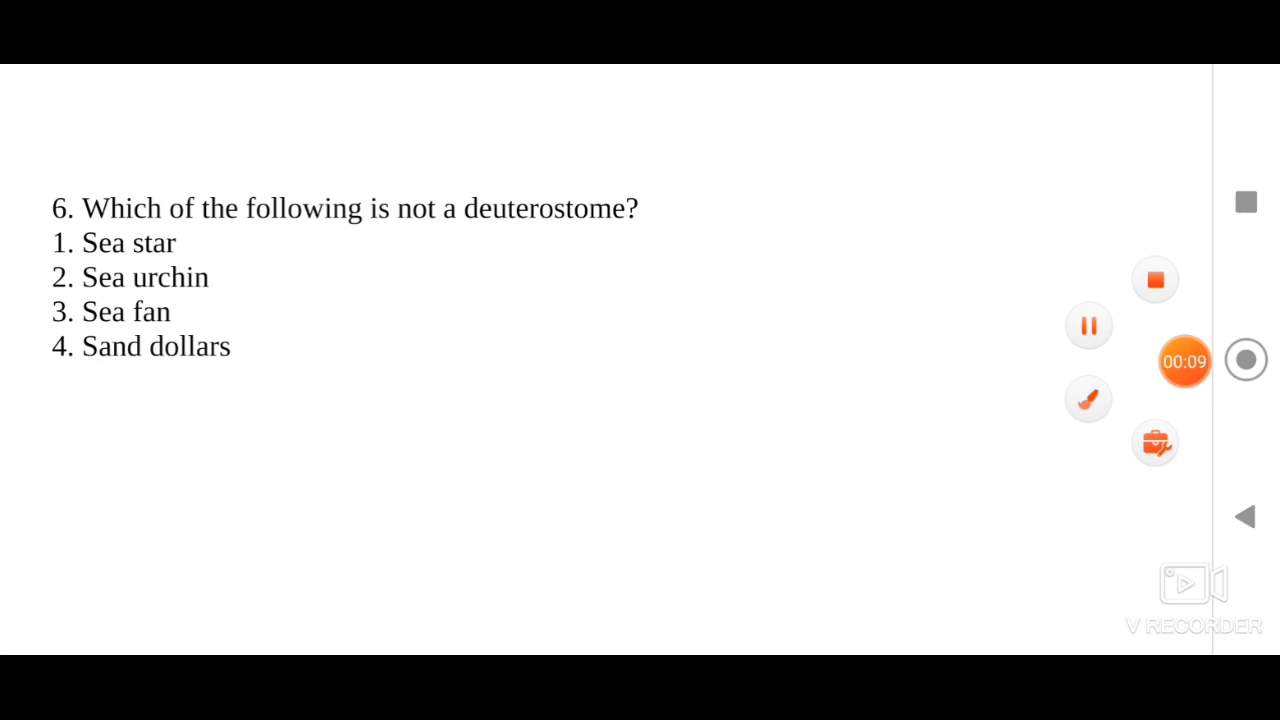 6. Which of the following is not a deuterostome?
1. Sea star
2. Sea urchin
3. Sea fan
4. Sand dollars
00:09
V RECORDER